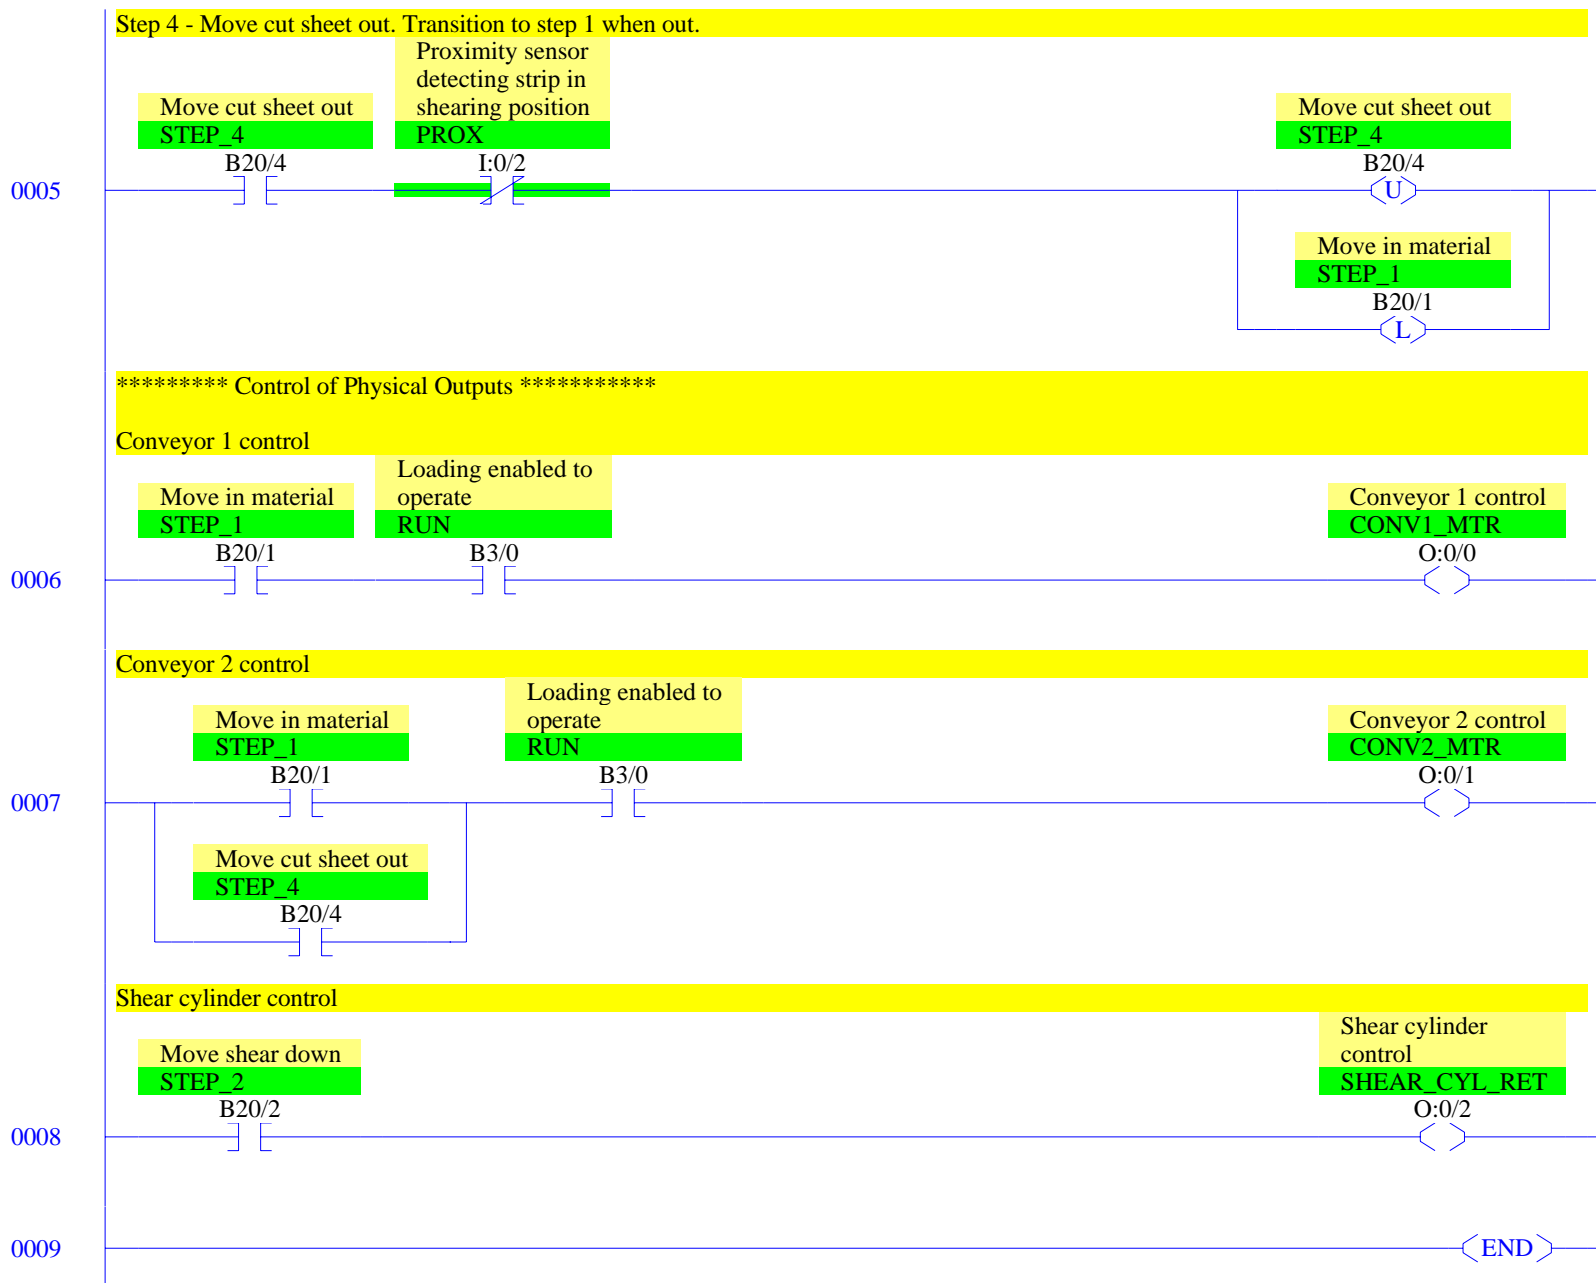 Step 4 - Move cut sheet out. Transition to step 1 when out.
Proximity sensor
detecting strip in
shearing position
PROX
I:0/2
Move cut sheet out
STEP_4
B20/4
Move cut sheet out
STEP_4
B20/4
0005
U
Move in material
STEP_1
B20/1
L
********* Control of Physical Outputs ***********
Conveyor 1 control
Move in material
STEP_1
B20/1
Loading enabled to
operate
RUN
B3/0
Conveyor 1 control
CONV1_MTR
O:0/0
0006
Conveyor 2 control
Move in material
STEP_1
B20/1
Loading enabled to
operate
RUN
B3/0
Conveyor 2 control
CONV2_MTR
O:0/1
0007
Move cut sheet out
STEP_4
B20/4
Shear cylinder control
Move shear down
STEP_2
B20/2
Shear cylinder
control
SHEAR_CYL_RET
O:0/2
0008
0009
END